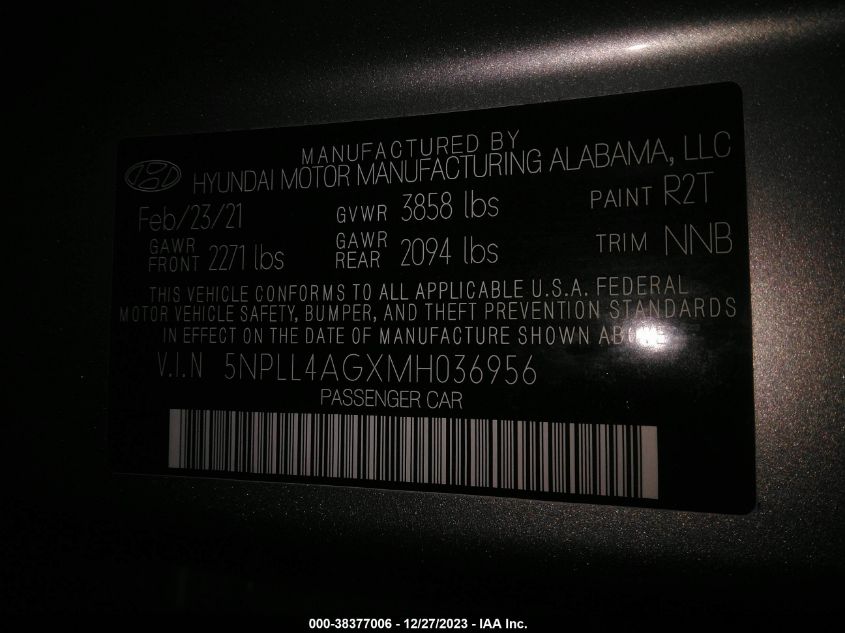 MANUFACTURED BY
HYUNDAI MOTOR MANUFACTURING ALABAMA, LLC
Feb/23/21 GVWR 3858 lbs PAINT R2T
GAWR FRONT 2271 lbs GAWR REAR 2094 lbs TRIM NNB
THIS VEHICLE CONFORMS TO ALL APPLICABLE U.S.A. FEDERAL
MOTOR VEHICLE SAFETY, BUMPER, AND THEFT PREVENTION STANDARDS
IN EFFECT ON THE DATE OF MANUFACTURE SHOWN ABOVE
V.I.N 5NPLL4AGXMH036956
PASSENGER CAR
000-38377006 - 12/27/2023 - IAA Inc.